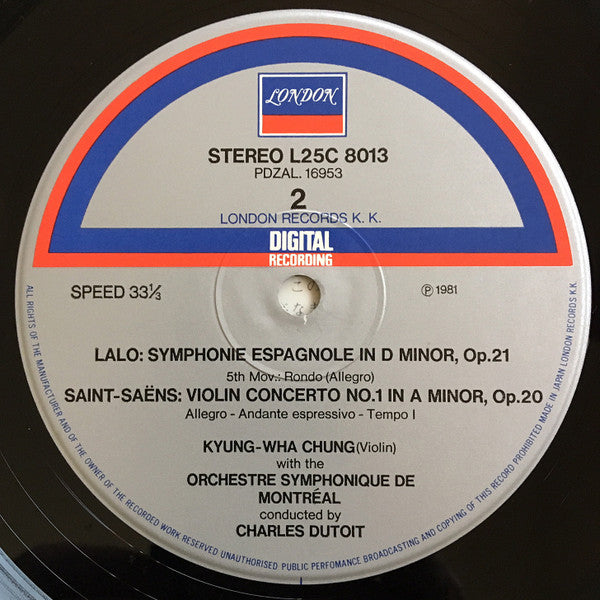 LONDON
STEREO L25C 8013
PDZAL. 16953
2
LONDON RECORDS K. K.
DIGITAL
RECORDING
SPEED 33⅓
Ⓟ 1981
LALO: SYMPHONIE ESPAGNOLE IN D MINOR, Op.21
5th Mov.: Rondo (Allegro)
SAINT-SAËNS: VIOLIN CONCERTO NO.1 IN A MINOR, Op.20
Allegro - Andante espressivo - Tempo I
KYUNG-WHA CHUNG (Violin)
with the
ORCHESTRE SYMPHONIQUE DE
MONTRÉAL
conducted by
CHARLES DUTOIT
ALL RIGHTS OF THE MANUFACTURER AND OF THE OWNER OF THE RECORDED WORK RESERVED UNAUTHORISED PUBLIC PERFOMANCE BROADCASTING AND COPYING OF THIS RECORD PROHIBITED MADE IN JAPAN LONDON RECORDS K.K.